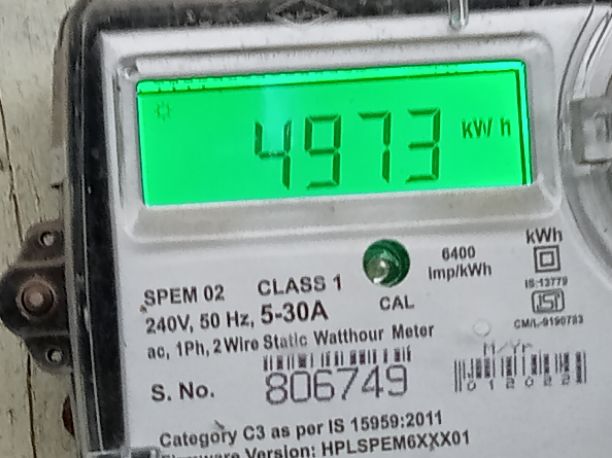 4973 kWh
6400
Imp/kWh
kWh
IS:13779
SPEM 02 CLASS 1
CAL
CM/L-9190783
240V, 50 Hz, 5-30A
ac, 1Ph, 2 Wire Static Watthour Meter
M/Yr
S. No. 806749
012022
Category C3 as per IS 15959:2011
Version: HPLSPEM6XXX01